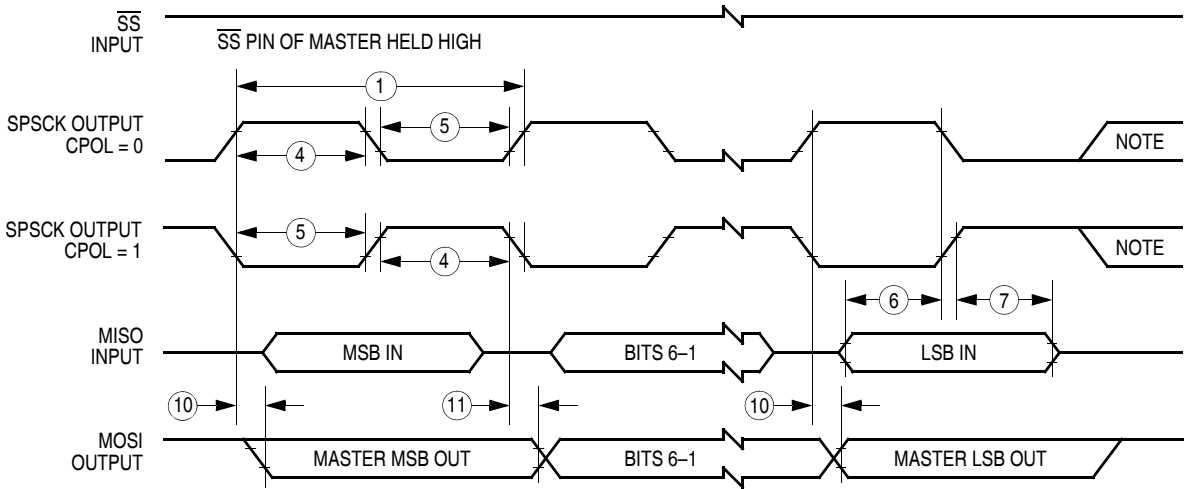 SS
INPUT
SS PIN OF MASTER HELD HIGH
1
SPSCK OUTPUT
CPOL = 0
5
4
NOTE
SPSCK OUTPUT
CPOL = 1
5
4
NOTE
6
7
MISO
INPUT
MSB IN
BITS 6–1
LSB IN
10
11
10
MOSI
OUTPUT
MASTER MSB OUT
BITS 6–1
MASTER LSB OUT